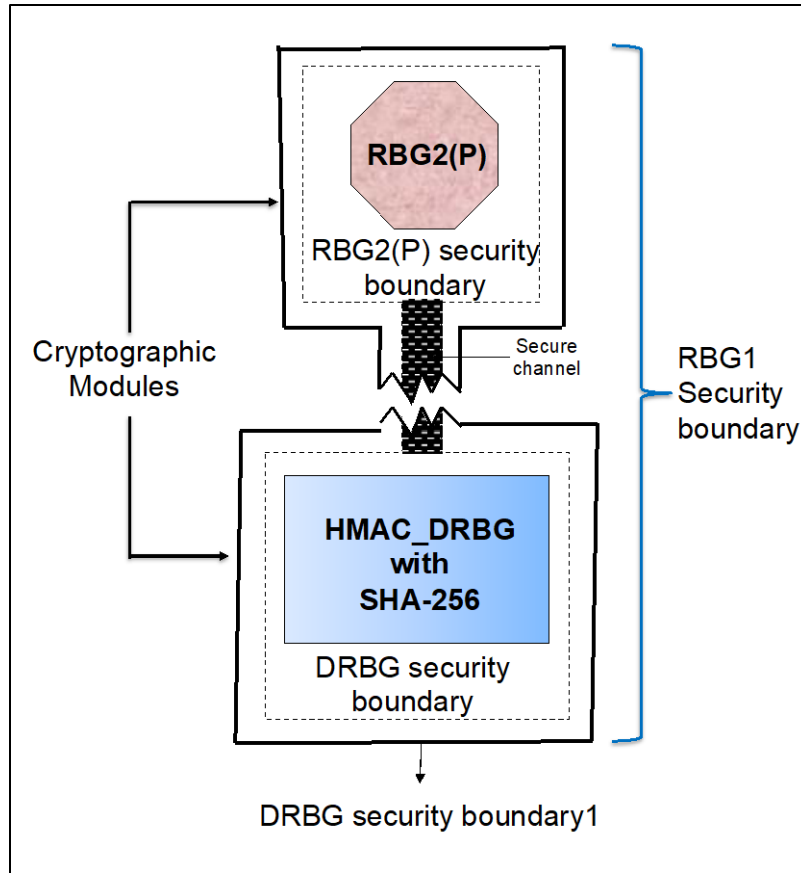 RBG2(P)
RBG2(P) security
boundary
Secure
channel
Cryptographic
Modules
RBG1
Security
boundary
HMAC_DRBG
with
SHA-256
DRBG security
boundary
DRBG security boundary1